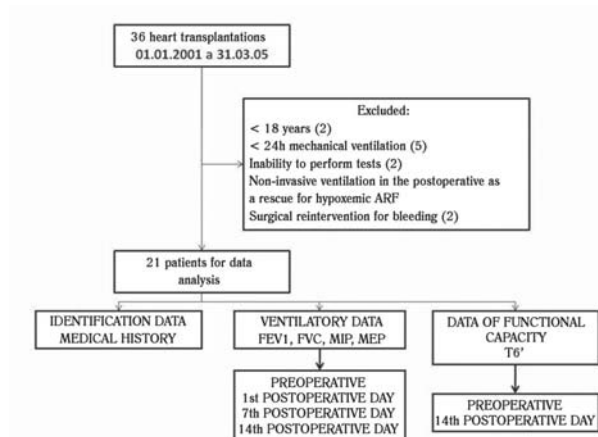 36 heart transplantations
01.01.2001 a 31.03.05
Excluded:
< 18 years (2)
< 24h mechanical ventilation (5)
Inability to perform tests (2)
Non-invasive ventilation in the postoperative as
a rescue for hypoxemic ARF
Surgical reintervention for bleeding (2)
21 patients for data
analysis
IDENTIFICATION DATA
MEDICAL HISTORY
VENTILATORY DATA
FEV1, FVC, MIP, MEP
DATA OF FUNCTIONAL
CAPACITY
T6'
PREOPERATIVE
1st POSTOPERATIVE DAY
7th POSTOPERATIVE DAY
14th POSTOPERATIVE DAY
PREOPERATIVE
14th POSTOPERATIVE DAY